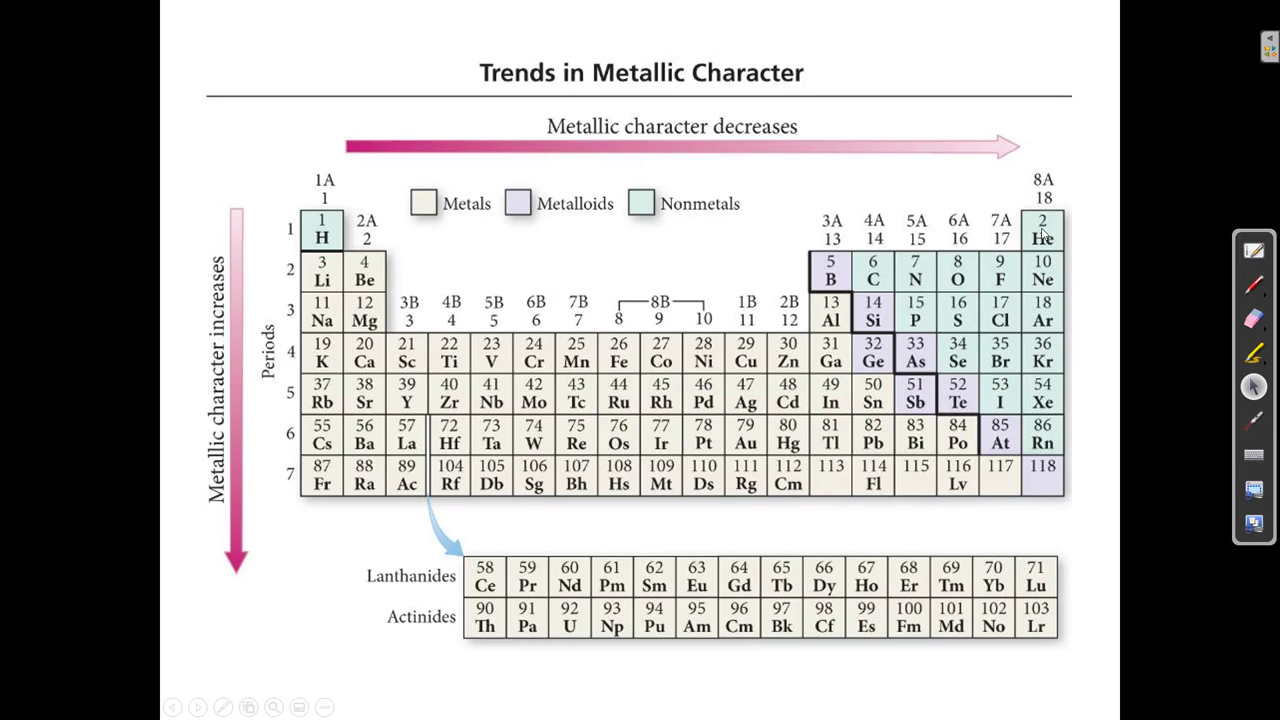 Trends in Metallic Character
Metallic character decreases
1A
1
8A
18
Metals Metalloids Nonmetals
2A
2
3A 4A 5A 6A 7A
13 14 15 16 17
1 1 2
H He
2 3 4 5 6 7 8 9 10
Li Be B C N O F Ne
3B 4B 5B 6B 7B 8B 1B 2B
3 4 5 6 7 8 9 10 11 12
3 11 12 13 14 15 16 17 18
Na Mg Al Si P S Cl Ar
4 19 20 21 22 23 24 25 26 27 28 29 30 31 32 33 34 35 36
K Ca Sc Ti V Cr Mn Fe Co Ni Cu Zn Ga Ge As Se Br Kr
5 37 38 39 40 41 42 43 44 45 46 47 48 49 50 51 52 53 54
Rb Sr Y Zr Nb Mo Tc Ru Rh Pd Ag Cd In Sn Sb Te I Xe
6 55 56 57 72 73 74 75 76 77 78 79 80 81 82 83 84 85 86
Cs Ba La Hf Ta W Re Os Ir Pt Au Hg Tl Pb Bi Po At Rn
7 87 88 89 104 105 106 107 108 109 110 111 112 113 114 115 116 117 118
Fr Ra Ac Rf Db Sg Bh Hs Mt Ds Rg Cm Fl Lv
Periods
Metallic character increases
Lanthanides
58 59 60 61 62 63 64 65 66 67 68 69 70 71
Ce Pr Nd Pm Sm Eu Gd Tb Dy Ho Er Tm Yb Lu
Actinides
90 91 92 93 94 95 96 97 98 99 100 101 102 103
Th Pa U Np Pu Am Cm Bk Cf Es Fm Md No Lr